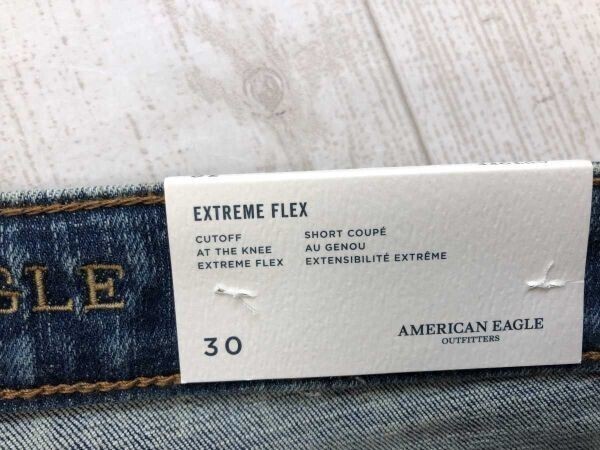 EXTREME FLEX
CUTOFF
AT THE KNEE
EXTREME FLEX
SHORT COUPÉ
AU GENOU
EXTENSIBILITÉ EXTRÊME
30
AMERICAN EAGLE
OUTFITTERS
GLE